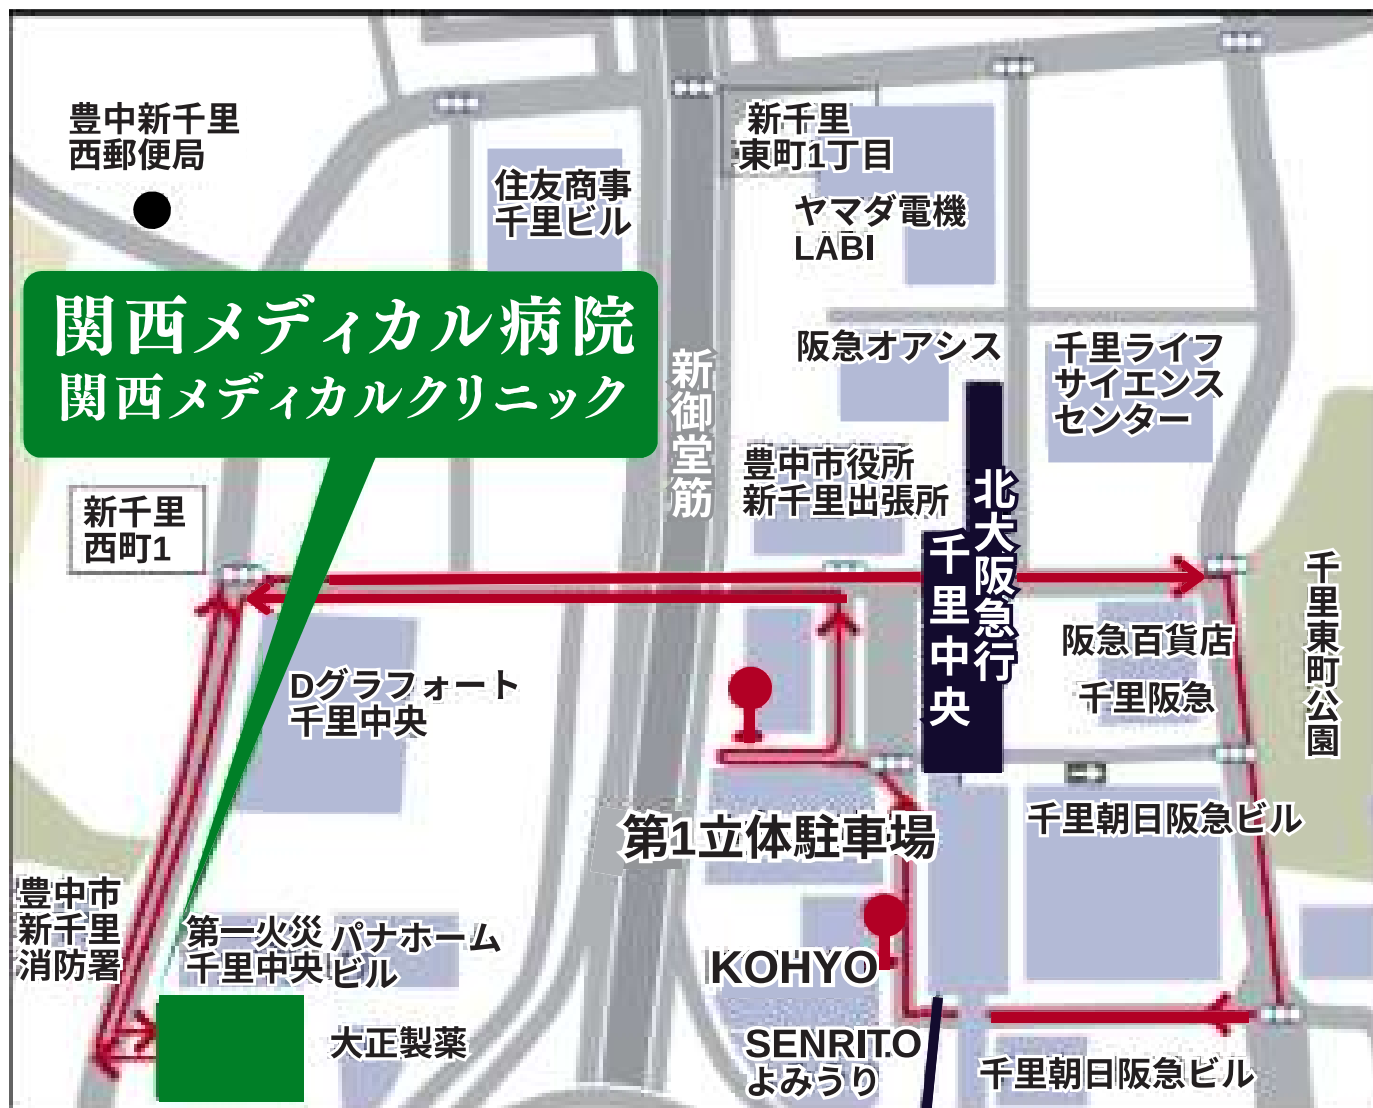 豊中新千里
西郵便局
新千里
東町1丁目
住友商事
千里ビル
ヤマダ電機
LABI
関西メディカル病院
関西メディカルクリニック
新御堂筋
阪急オアシス
千里ライフ
サイエンス
センター
豊中市役所
新千里出張所
北大阪急行
千里中央
新千里
西町1
千里東町公園
阪急百貨店
千里阪急
Dグラフォート
千里中央
第1立体駐車場
千里朝日阪急ビル
豊中市
新千里
消防署
第一火災
千里中央
パナホーム
ビル
KOHYO
大正製薬
SENRITO
よみうり
千里朝日阪急ビル